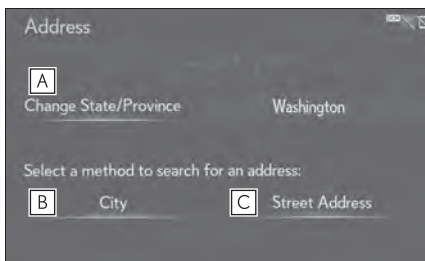 Address
A
Change State/Province Washington
Select a method to search for an address:
B City C Street Address